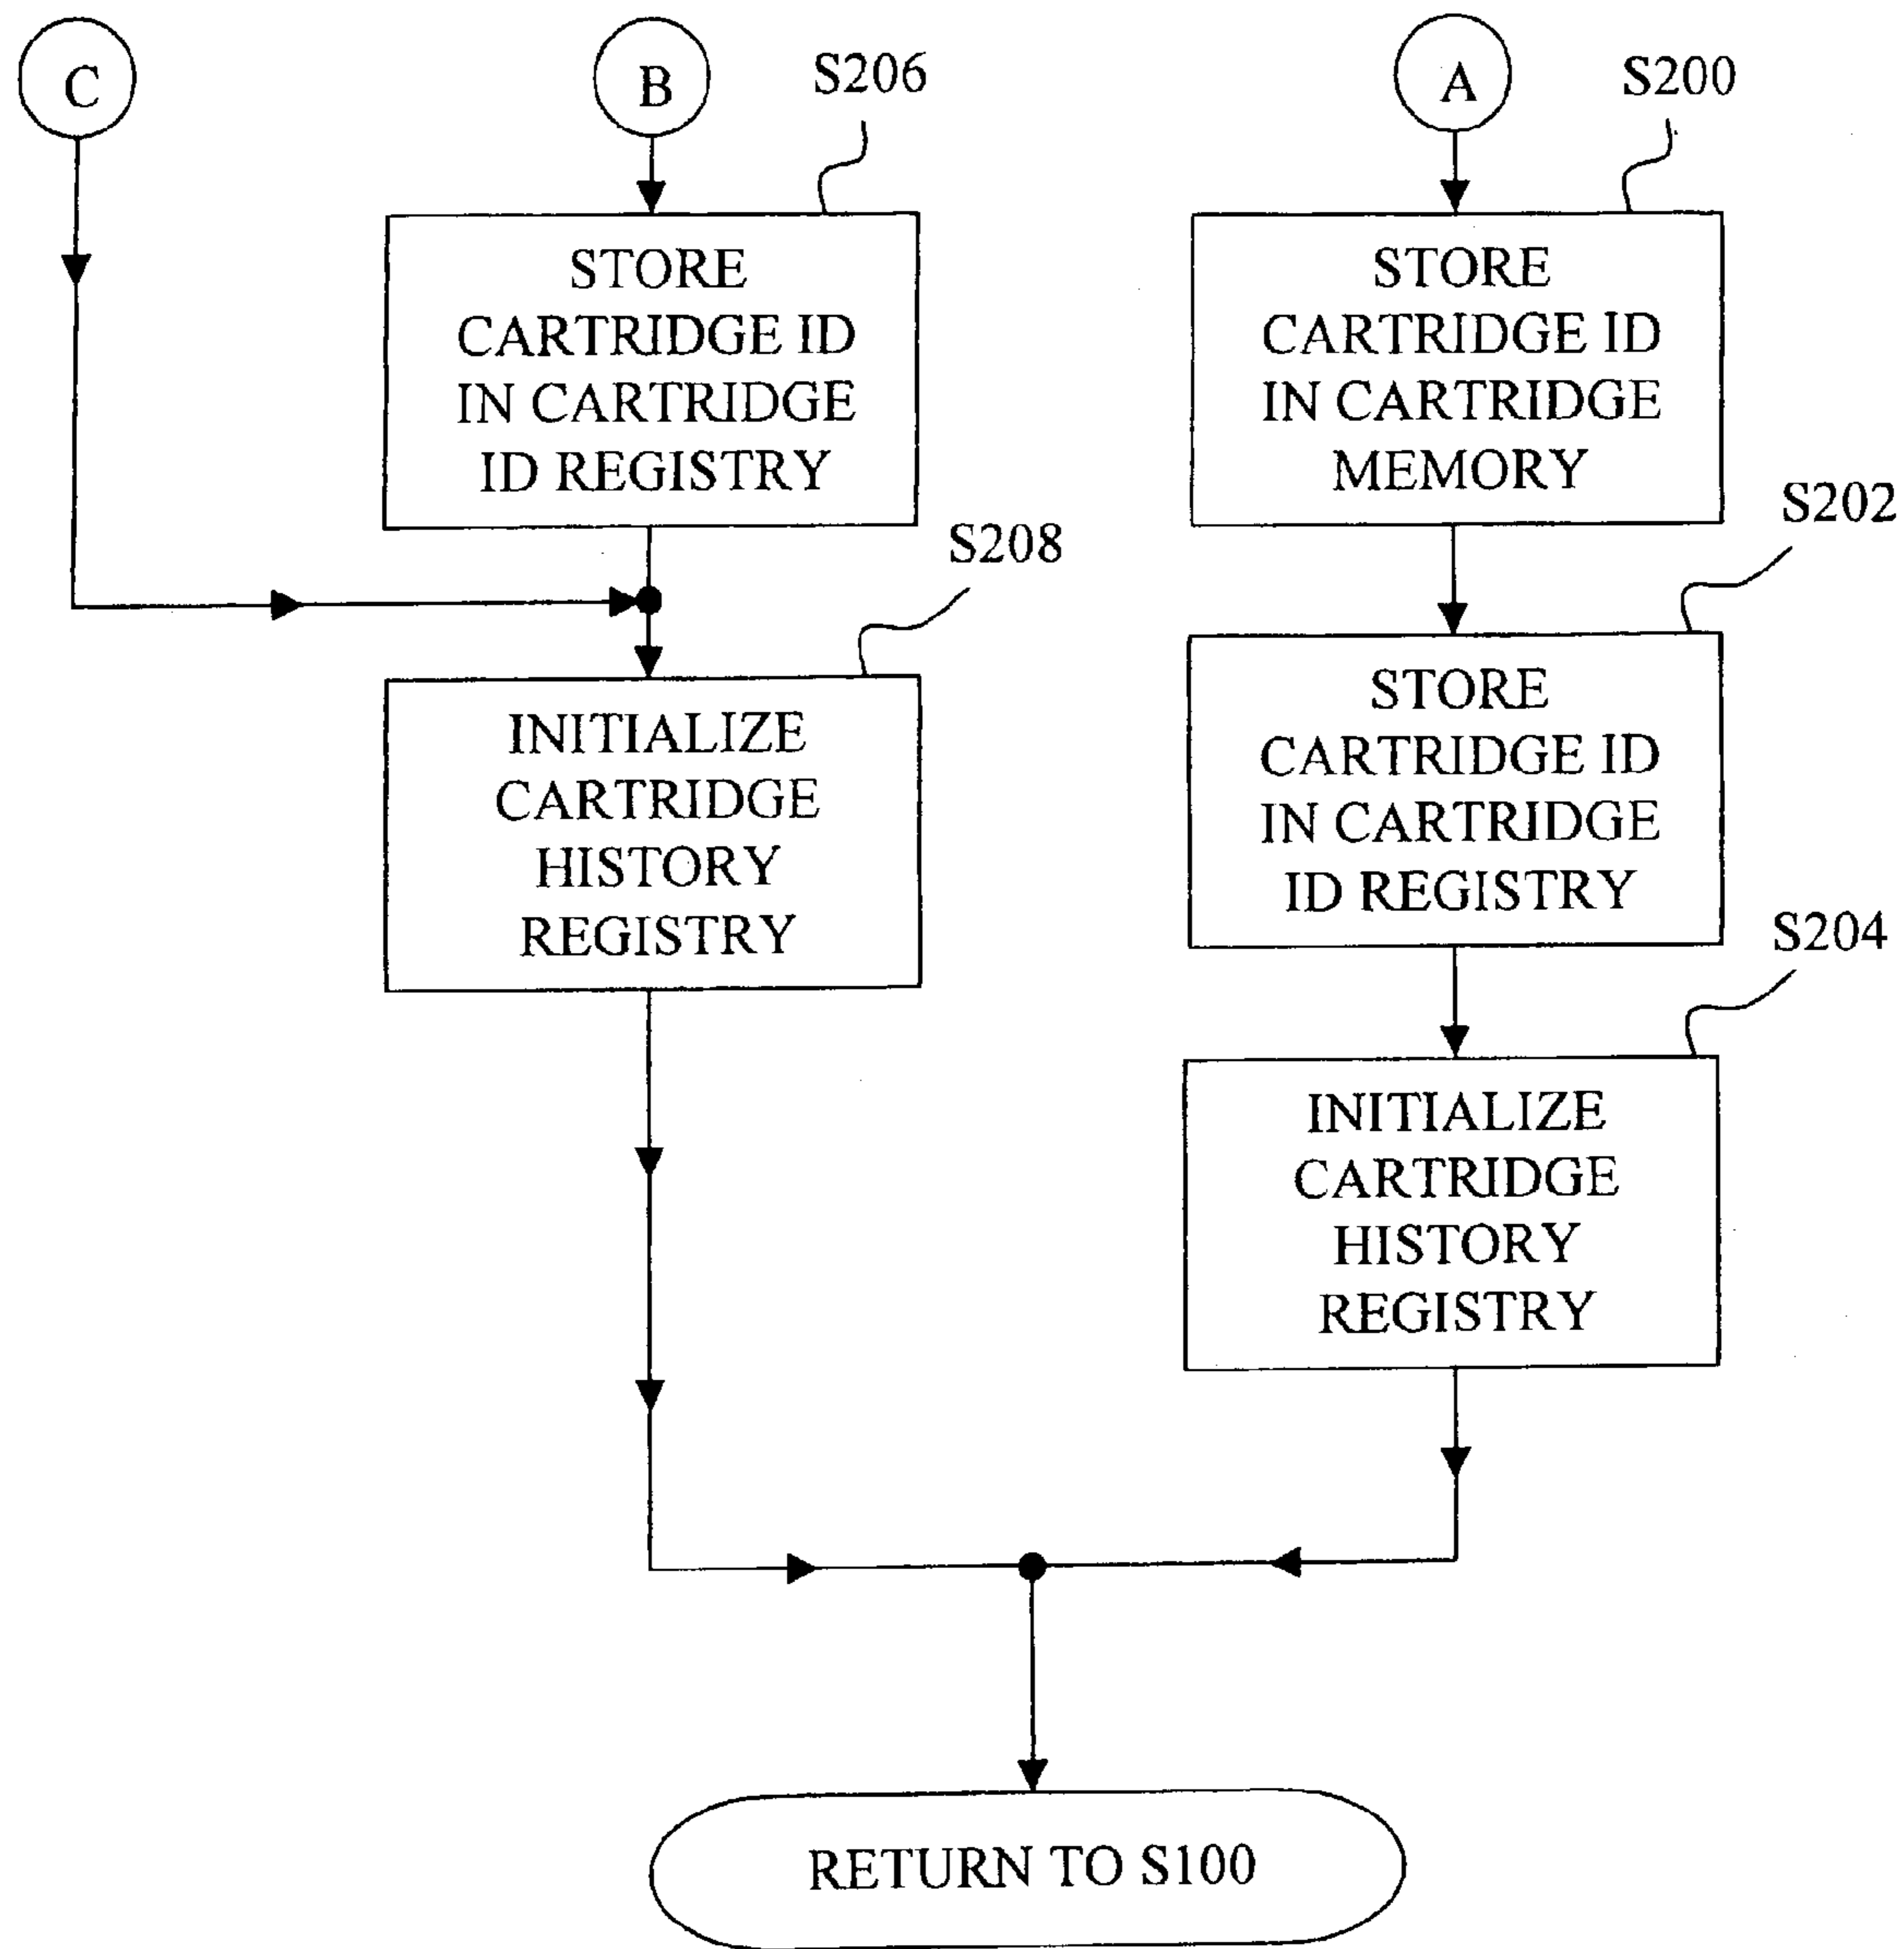 C
B
S206
A
S200
STORE
CARTRIDGE ID
IN CARTRIDGE
ID REGISTRY
STORE
CARTRIDGE ID
IN CARTRIDGE
MEMORY
S208
S202
INITIALIZE
CARTRIDGE
HISTORY
REGISTRY
STORE
CARTRIDGE ID
IN CARTRIDGE
ID REGISTRY
S204
INITIALIZE
CARTRIDGE
HISTORY
REGISTRY
RETURN TO S100